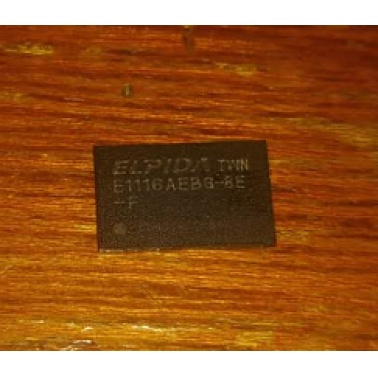 ELPIDA TWN
E1116AEBG-8E
-F